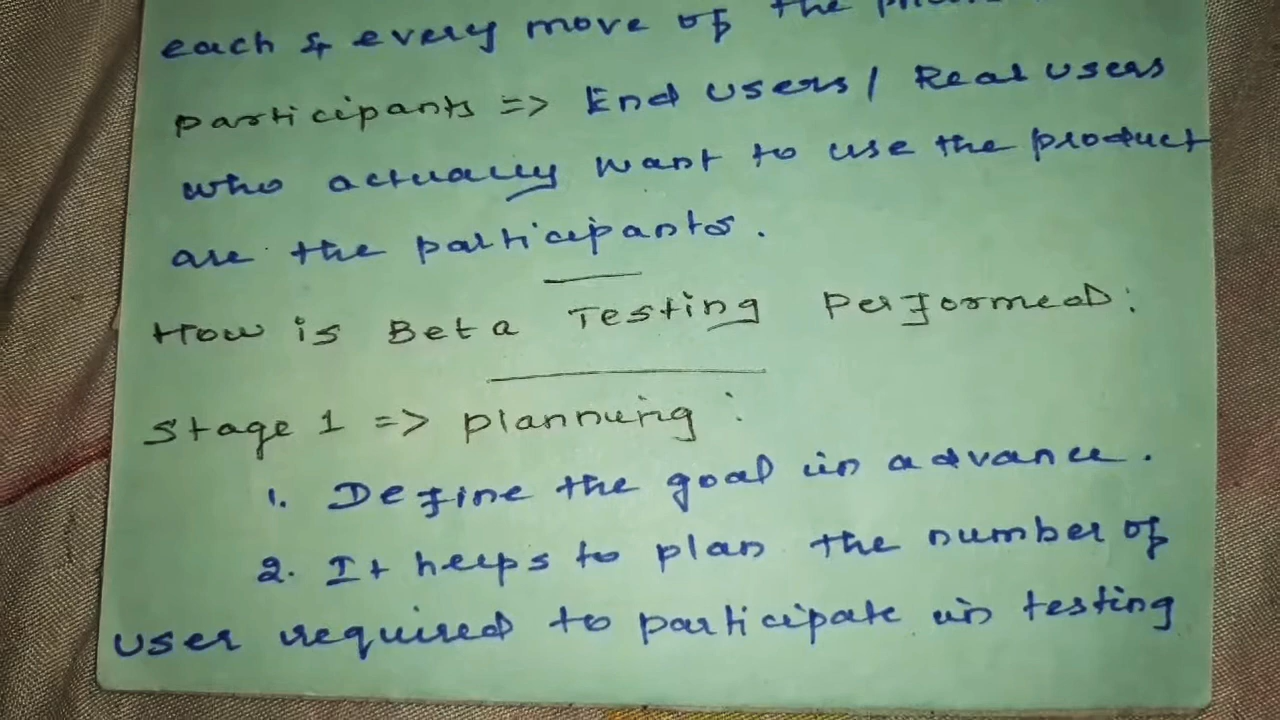 each & every move of the
participants => End users/ Real users
who actually want to use the product
are the participants.
How is Beta Testing Performed:
Stage 1 => planning:
1. Define the goal in advance.
2. It helps to plan the number of
user required to participate in testing